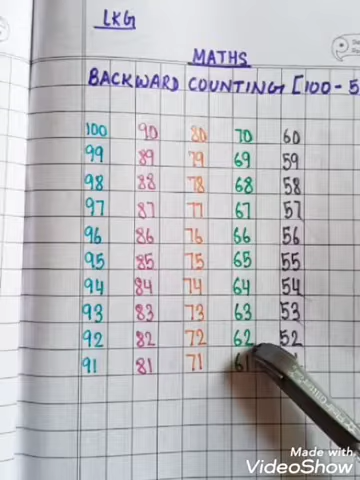 LKG
MATHS
BACKWARD COUNTING [100 - 5
100 90 80 70 60
99 89 79 69 59
98 88 78 68 58
97 87 77 67 57
96 86 76 66 56
95 85 75 65 55
94 84 74 64 54
93 83 73 63 53
92 82 72 62 52
91 81 71 61
Made with
VideoShow